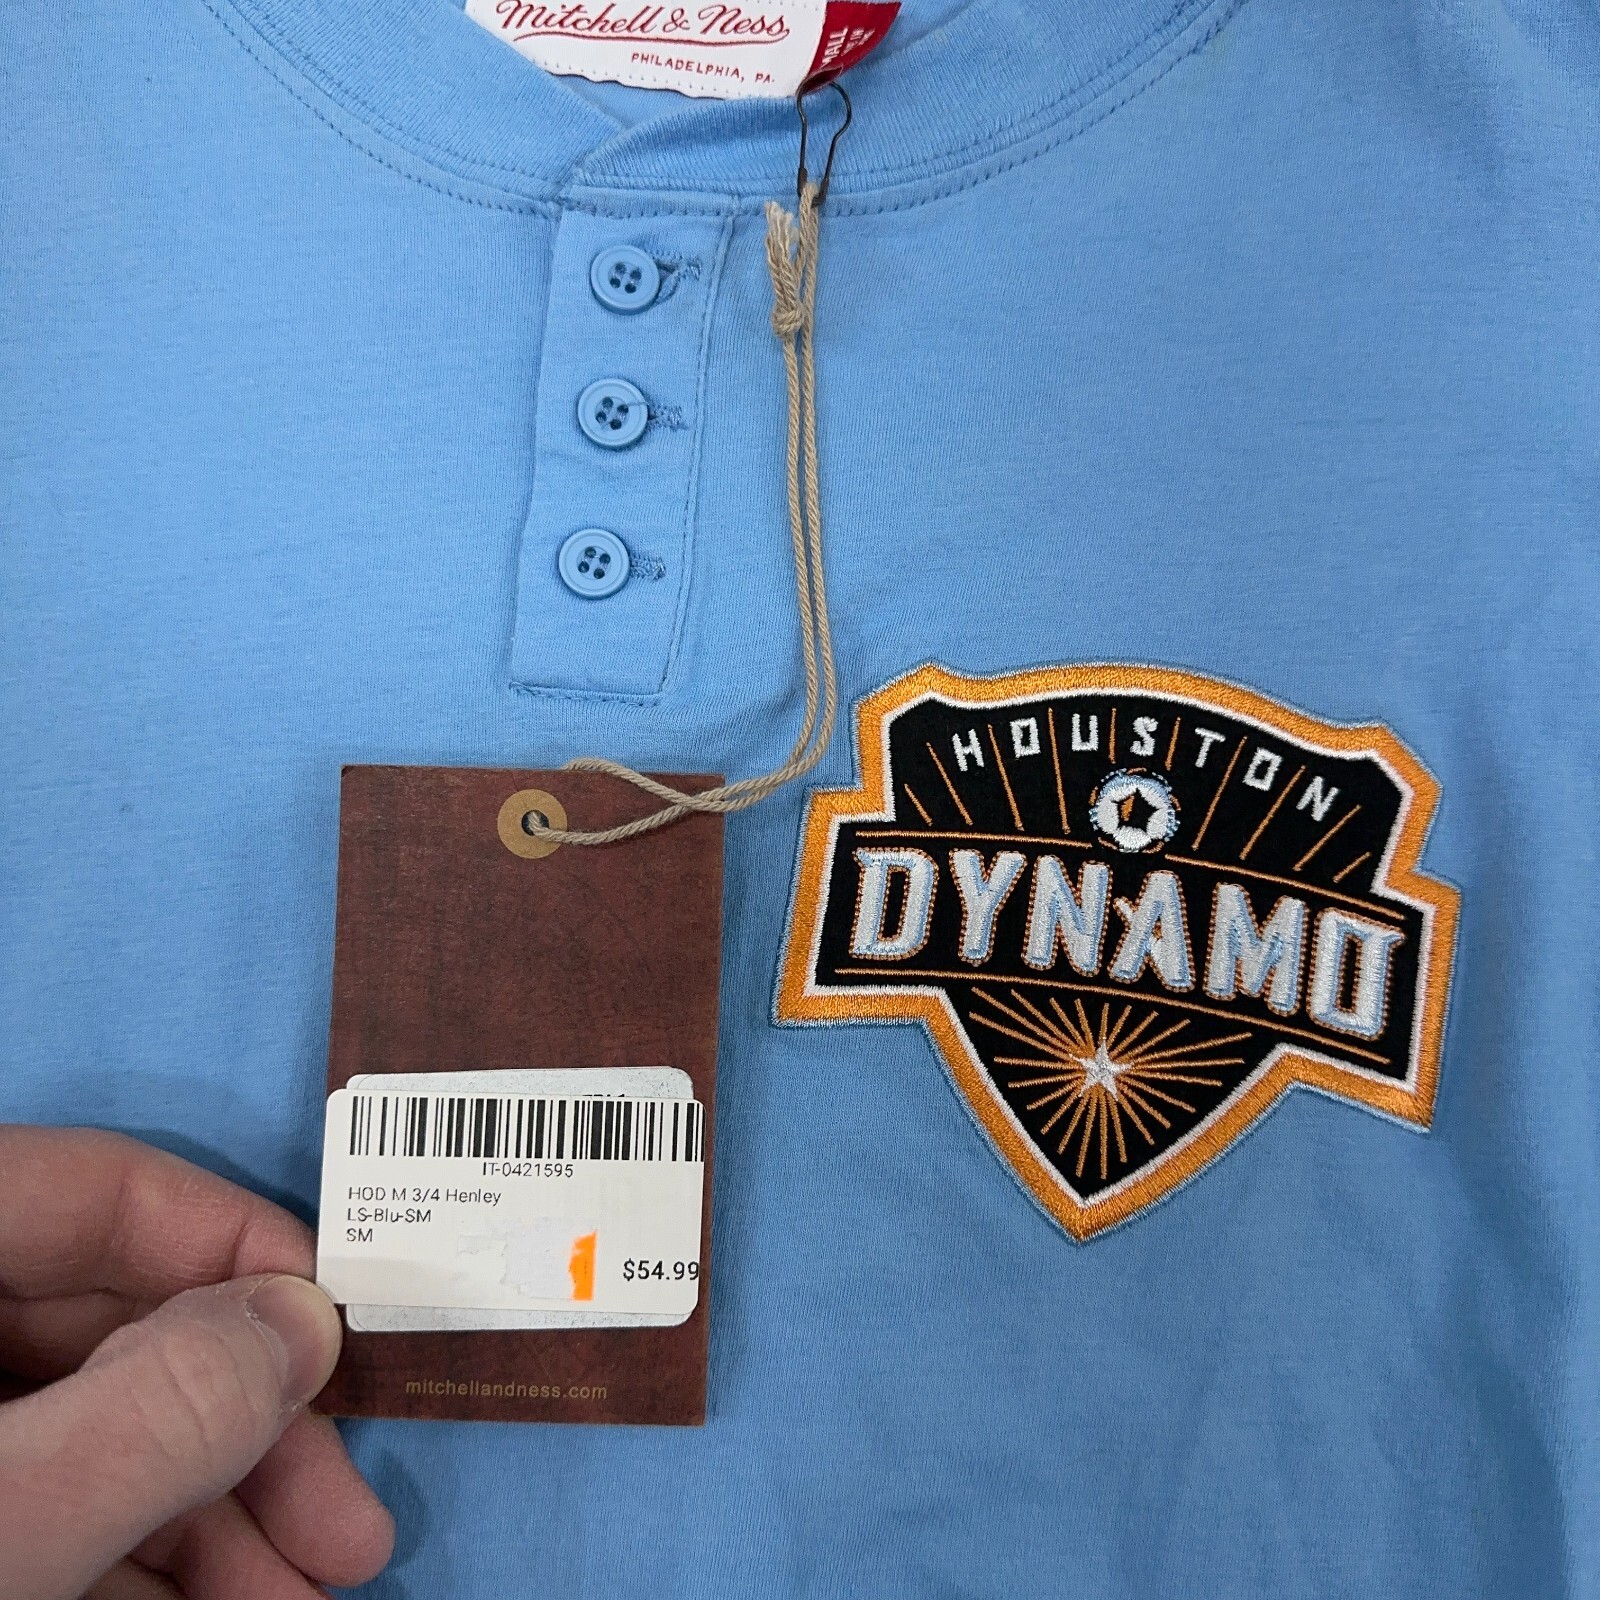 Mitchell & Ness
PHILADELPHIA, PA.
HOUSTON
DYNAMO
IT-0421595
HOD M 3/4 Henley
LS-Blu-SM
SM
$54.99
mitchellandness.com